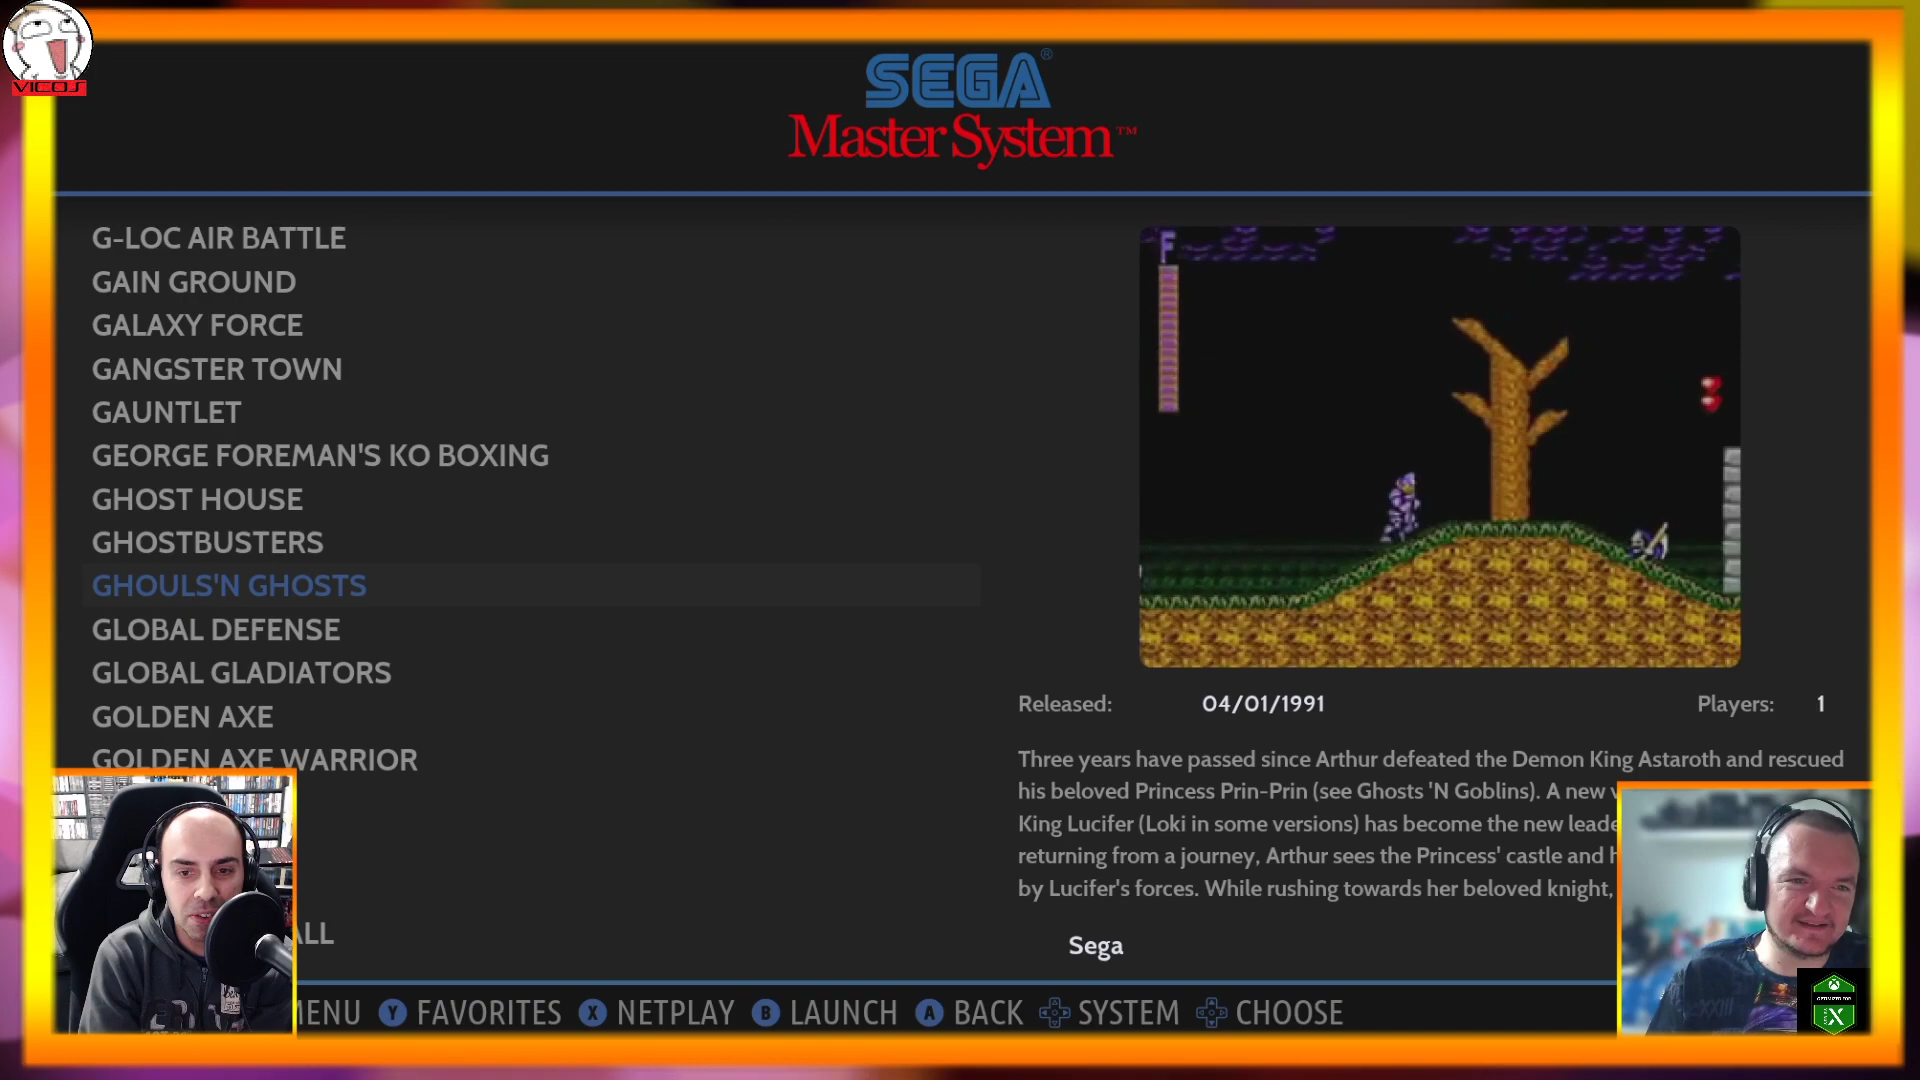 VICOS
SEGA®
Master System™
G-LOC AIR BATTLE
GAIN GROUND
GALAXY FORCE
GANGSTER TOWN
GAUNTLET
GEORGE FOREMAN'S KO BOXING
GHOST HOUSE
GHOSTBUSTERS
GHOULS'N GHOSTS
GLOBAL DEFENSE
GLOBAL GLADIATORS
GOLDEN AXE
GOLDEN AXE WARRIOR
ALL
F
Released: 04/01/1991 Players: 1
Three years have passed since Arthur defeated the Demon King Astaroth and rescued
his beloved Princess Prin-Prin (see Ghosts 'N Goblins). A new
King Lucifer (Loki in some versions) has become the new leade
returning from a journey, Arthur sees the Princess' castle and
by Lucifer's forces. While rushing towards her beloved knight,
Sega
MENU Y FAVORITES X NETPLAY B LAUNCH A BACK SYSTEM CHOOSE
X